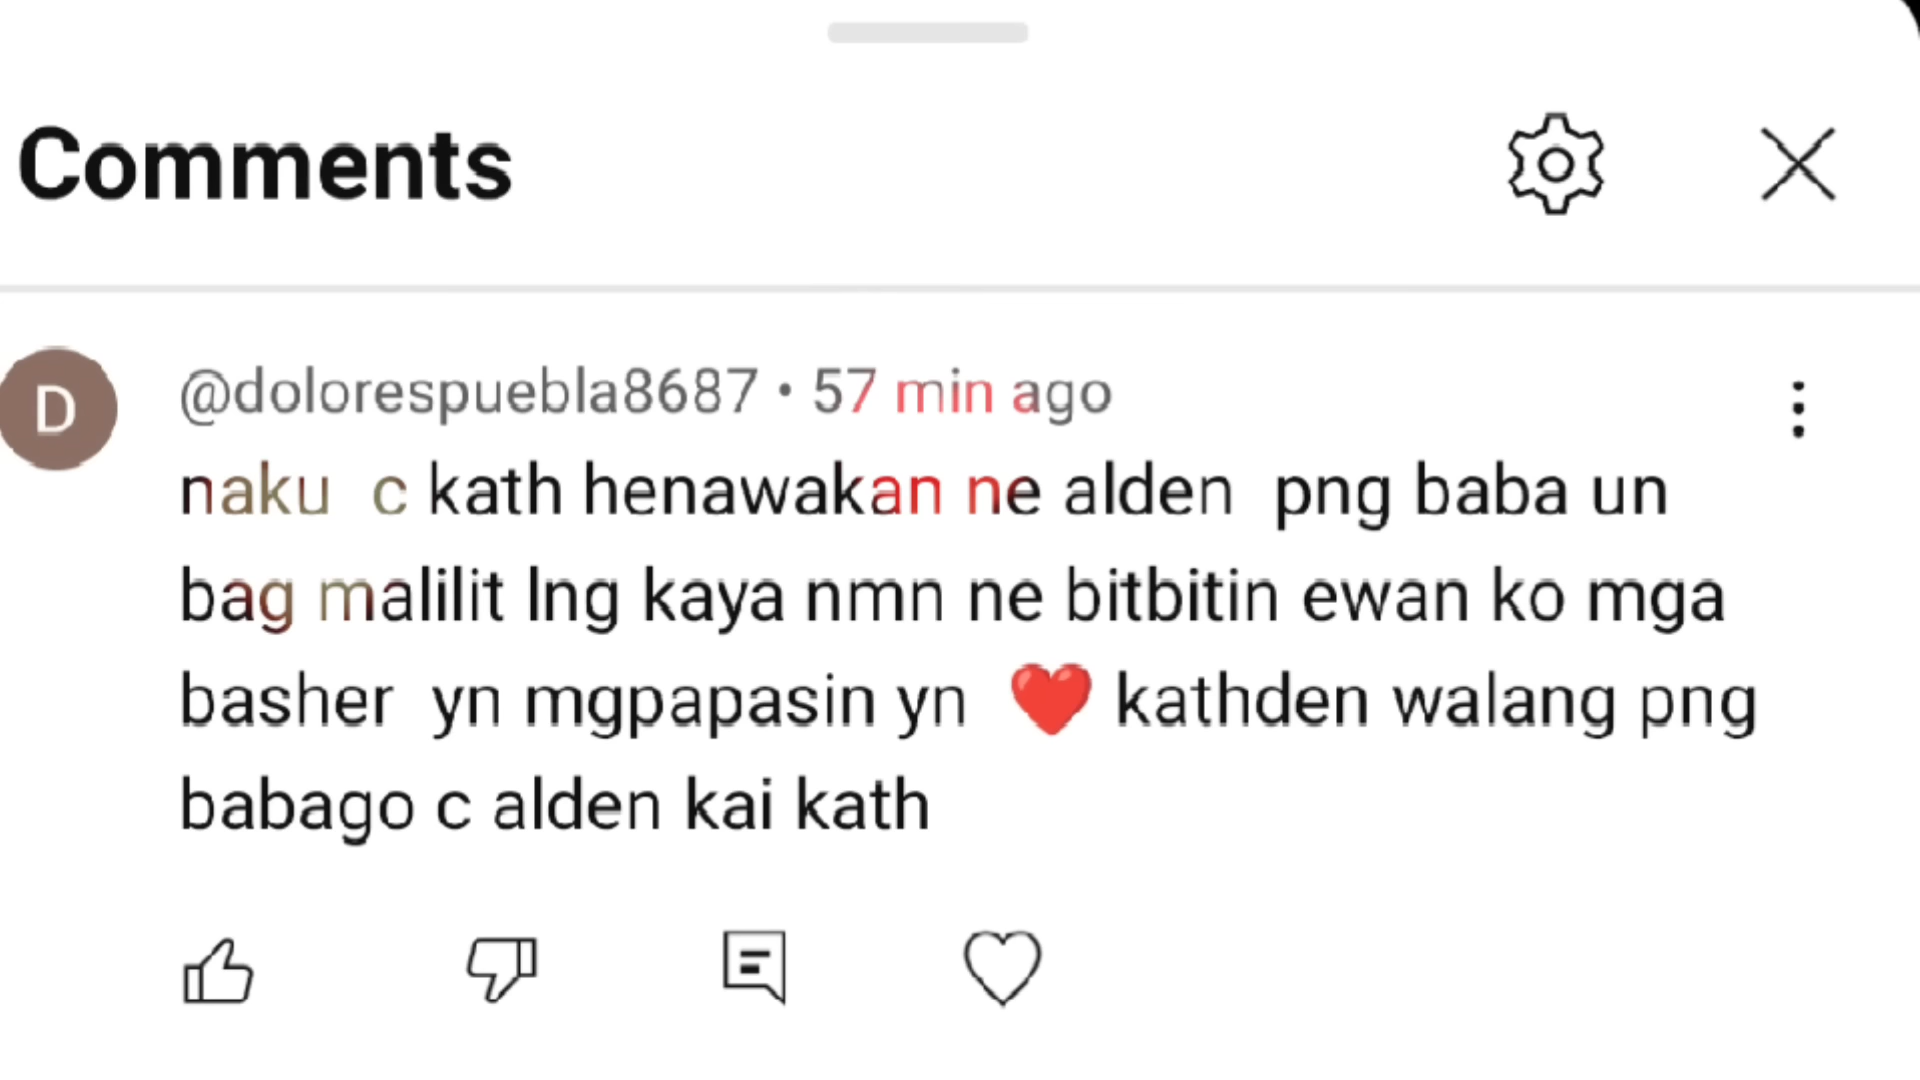 Comments
D
@dolorespuebla8687 • 57 min ago
naku c kath henawakan ne alden png baba un
bag malilit lng kaya nmn ne bitbitin ewan ko mga
basher yn mgpapasin yn ❤️ kathden walang png
babago c alden kai kath